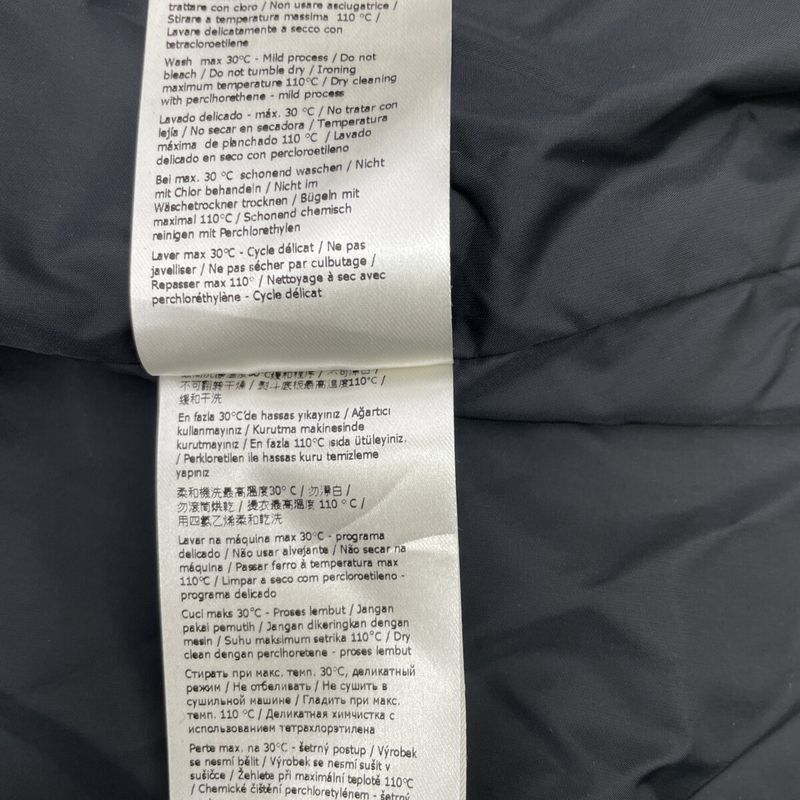 trattare con cloro / Non usare asciugatrice /
Stirare a temperatura massima 110 °C /
Lavare delicatamente a secco con
tetracloroetilene
Wash max 30°C - Mild process / Do not
bleach / Do not tumble dry / Ironing
maximum temperature 110°C / Dry cleaning
with perclhorethene - mild process
Lavado delicado - máx. 30 °C / No tratar con
lejía / No secar en secadora / Temperatura
máxima de planchado 110 °C / Lavado
delicado en seco con percloroetileno
Bei max. 30 °C schonend waschen / Nicht
mit Chlor behandeln / Nicht im
Wäschetrockner trocknen / Bügeln mit
maximal 110°C / Schonend chemisch
reinigen mit Perchlorethylen
Laver max 30°C - Cycle délicat / Ne pas
javelliser / Ne pas sécher par culbutage /
Repasser max 110° / Nettoyage à sec avec
perchloréthylène - Cycle délicat
不可翻转干燥 / 熨斗底板最高温度110°C /
缓和干洗
En fazla 30°C'de hassas yıkayınız / Ağartıcı
kullanmayınız / Kurutma makinesinde
kurutmayınız / En fazla 110°C ısıda ütüleyiniz.
/ Perkloretilen ile hassas kuru temizleme
yapınız
柔和機洗最高溫度30° C / 勿漂白 /
勿滾筒烘乾 / 燙衣最高溫度 110 °C /
用四氯乙烯柔和乾洗
Lavar na máquina max 30°C - programa
delicado / Não usar alvejante / Não secar na
máquina / Passar ferro à temperatura max
110°C / Limpar a seco com percloroetileno -
programa delicado
Cuci maks 30°C - Proses lembut / Jangan
pakai pemutih / Jangan dikeringkan dengan
mesin / Suhu maksimum setrika 110°C / Dry
clean dengan perclhoretene - proses lembut
Стирать при макс. темп. 30°C, деликатный
режим / Не отбеливать / Не сушить в
сушильной машине / Гладить при макс.
темп. 110 °C / Деликатная химчистка с
использованием тетрахлорэтилена
Perte max. na 30°C - šetrný postup / Výrobek
se nesmí bělit / Výrobek se nesmí sušit v
sušičce / Žehlete při maximální teplotě 110°C
/ Chemické čištění perchloretylénem - šetrný